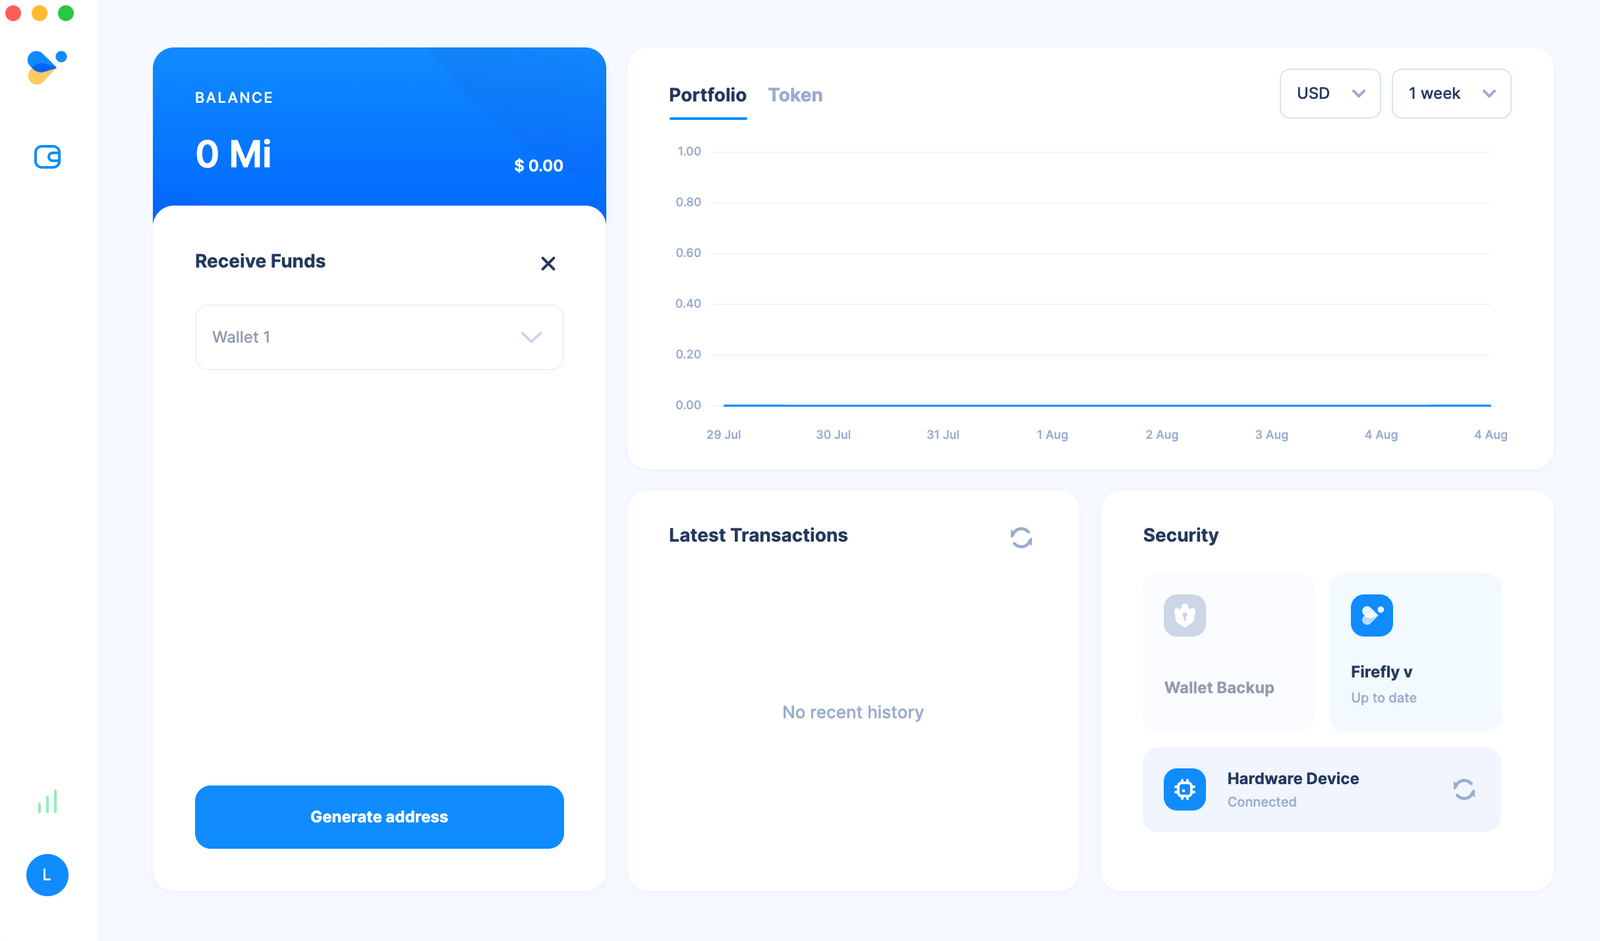 BALANCE
0 Mi
$ 0.00
Receive Funds
Wallet 1
Generate address
L
Portfolio Token
USD
1 week
1.00
0.80
0.60
0.40
0.20
0.00
29 Jul 30 Jul 31 Jul 1 Aug 2 Aug 3 Aug 4 Aug 4 Aug
Latest Transactions
No recent history
Security
Wallet Backup
Firefly v
Up to date
Hardware Device
Connected